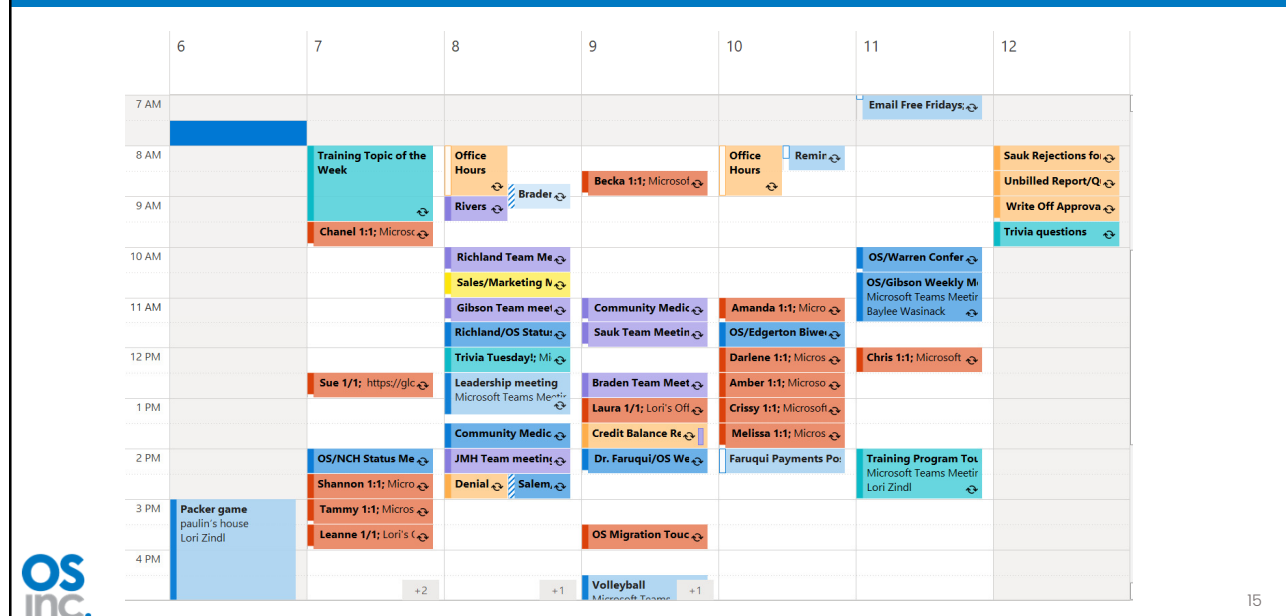 6 7 8 9 10 11 12
7 AM
8 AM
9 AM
10 AM
11 AM
12 PM
1 PM
2 PM
3 PM
4 PM
Packer game
paulin's house
Lori Zindl
Training Topic of the
Week
Chanel 1:1; Microsc
Sue 1/1; https://glc
OS/NCH Status Me
Shannon 1:1; Micro
Tammy 1:1; Micros
Leanne 1/1; Lori's
+2
Office
Hours
Braden
Rivers
Richland Team Me
Sales/Marketing M
Gibson Team meet
Richland/OS Status
Trivia Tuesday!; Mi
Leadership meeting
Microsoft Teams Meetin
Community Medic
JMH Team meeting
Denial
Salem,
+1
Becka 1:1; Microsof
Community Medic
Sauk Team Meetin
Braden Team Meet
Laura 1/1; Lori's Off
Credit Balance Re
Dr. Faruqui/OS We
OS Migration Touc
Volleyball
Microsoft Teams
+1
Office
Hours
Remin
Amanda 1:1; Micro
OS/Edgerton Biwe
Darlene 1:1; Micros
Amber 1:1; Microso
Crissy 1:1; Microsoft
Melissa 1:1; Micros
Faruqui Payments Po
Email Free Fridays;
OS/Warren Confer
OS/Gibson Weekly M
Microsoft Teams Meetin
Baylee Wasinack
Chris 1:1; Microsoft
Training Program Tou
Microsoft Teams Meetin
Lori Zindl
Sauk Rejections fo
Unbilled Report/Q
Write Off Approva
Trivia questions
OS
inc.
15